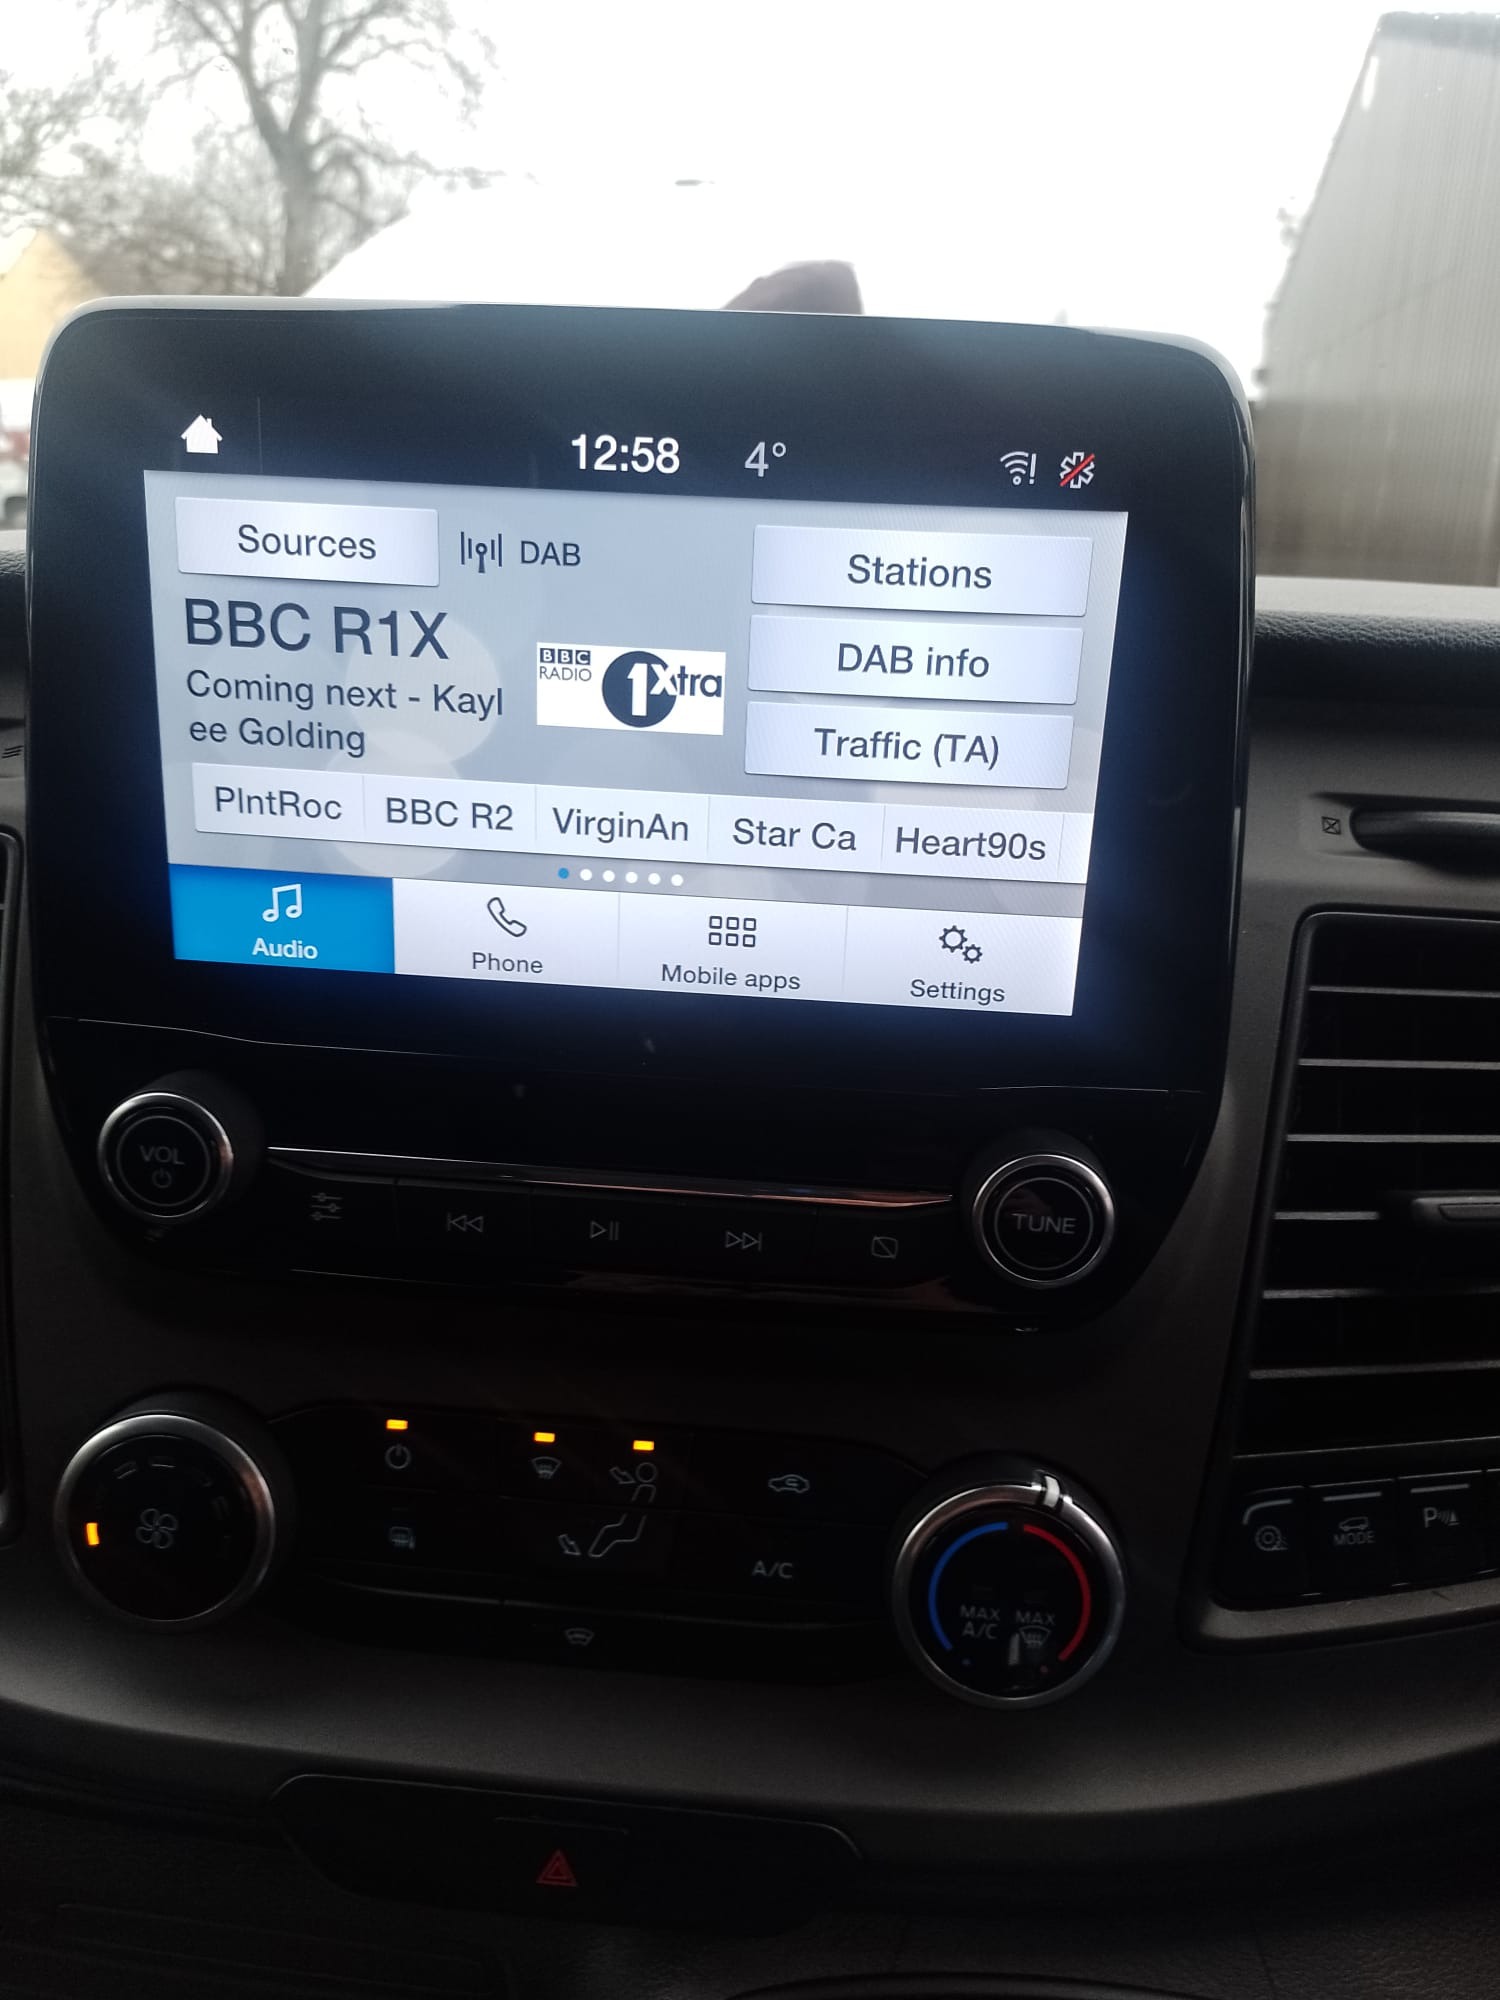 12:58 4°
Sources DAB
Stations
BBC R1X
Coming next - Kayl
ee Golding
BBC
RADIO
1Xtra
DAB info
Traffic (TA)
PlntRoc BBC R2 VirginAn Star Ca Heart90s
Audio Phone Mobile apps Settings
VOL
TUNE
A/C
MAX
A/C
MAX
MODE
P